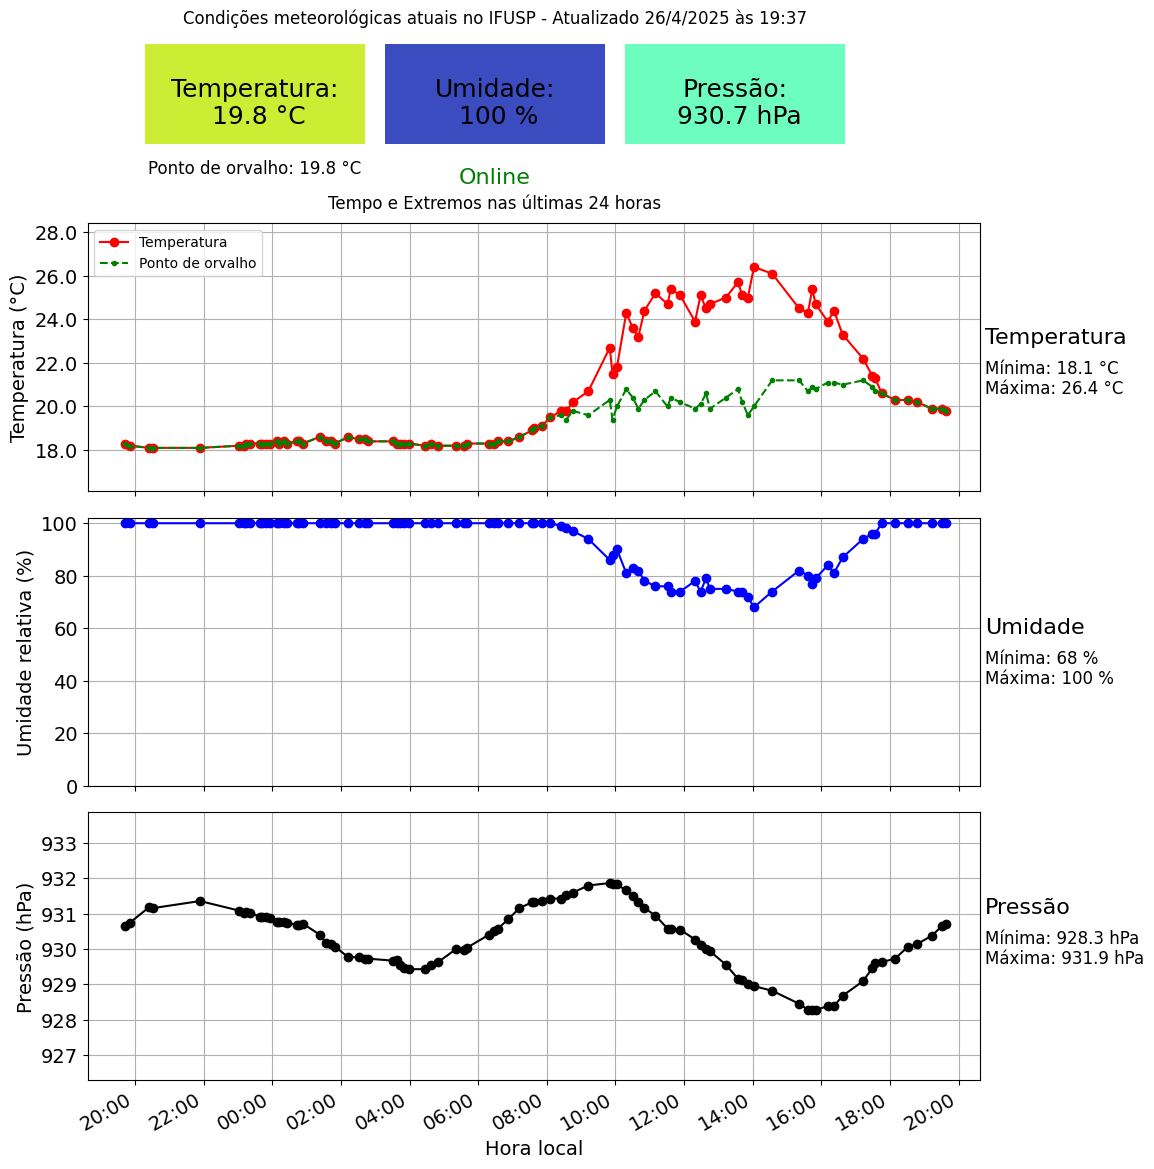 Condições meteorológicas atuais no IFUSP - Atualizado 26/4/2025 às 19:37
Temperatura:
19.8 °C
Umidade:
100 %
Pressão:
930.7 hPa
Ponto de orvalho: 19.8 °C
Online
Tempo e Extremos nas últimas 24 horas
Temperatura (°C)
28.0
26.0
24.0
22.0
20.0
18.0
Temperatura
Ponto de orvalho
Temperatura
Mínima: 18.1 °C
Máxima: 26.4 °C
Umidade relativa (%)
100
80
60
40
20
0
Umidade
Mínima: 68 %
Máxima: 100 %
Pressão (hPa)
933
932
931
930
929
928
927
Pressão
Mínima: 928.3 hPa
Máxima: 931.9 hPa
20:00 22:00 00:00 02:00 04:00 06:00 08:00 10:00 12:00 14:00 16:00 18:00 20:00
Hora local